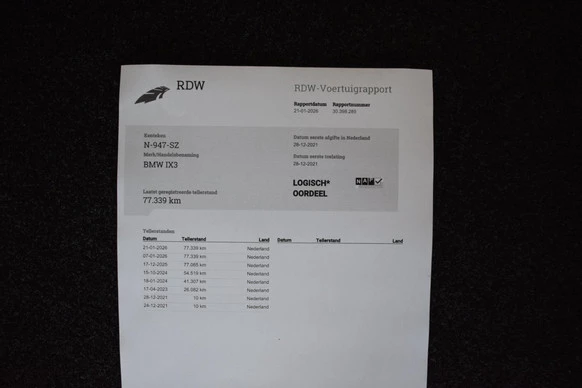 RDW
RDW-Voertuigrapport
Rapportdatum Rapportnummer
21-01-2026
Kenteken
N-947-SZ
Merk/Handelsbenaming
BMW IX3
Laatst geregistreerde tellerstand
77.339 km
Datum eerste afgifte in Nederland
28-12-2021
Datum eerste toelating
28-12-2021
LOGISCH*
OORDEEL
NAP
Tellerstanden
Datum Tellerstand Land Datum Tellerstand Land
21-01-2026 77.339 km Nederland
07-01-2026 77.339 km Nederland
17-12-2025 77.065 km Nederland
15-10-2024 54.519 km Nederland
18-01-2024 41.307 km Nederland
17-04-2023 26.082 km Nederland
28-12-2021 10 km Nederland
24-12-2021 10 km Nederland